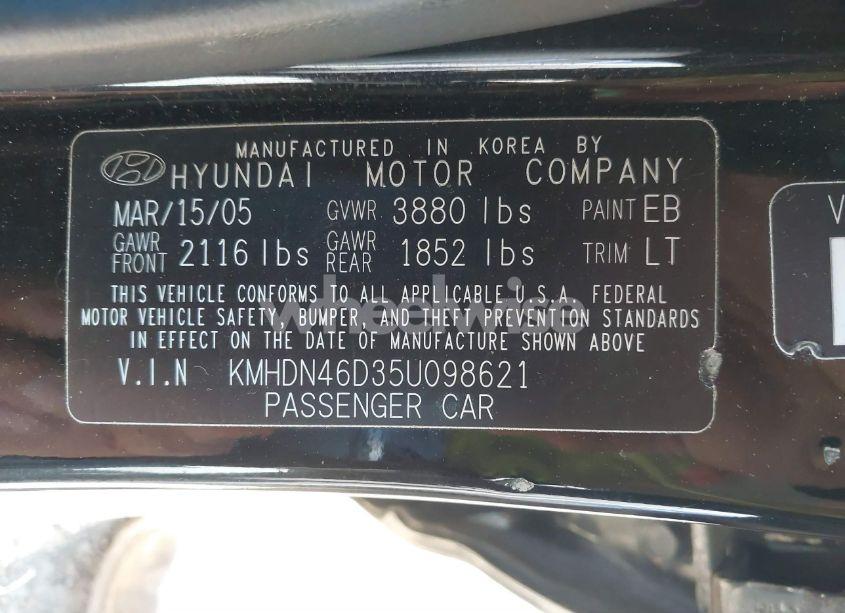 MANUFACTURED IN KOREA BY
HYUNDAI MOTOR COMPANY
MAR/15/05 GVWR 3880 lbs PAINT EB
GAWR FRONT 2116 lbs GAWR REAR 1852 lbs TRIM LT
THIS VEHICLE CONFORMS TO ALL APPLICABLE U.S.A. FEDERAL
MOTOR VEHICLE SAFETY, BUMPER, AND THEFT PREVENTION STANDARDS
IN EFFECT ON THE DATE OF MANUFACTURE SHOWN ABOVE
V.I.N KMHDN46D35U098621
PASSENGER CAR
wheelwise
V